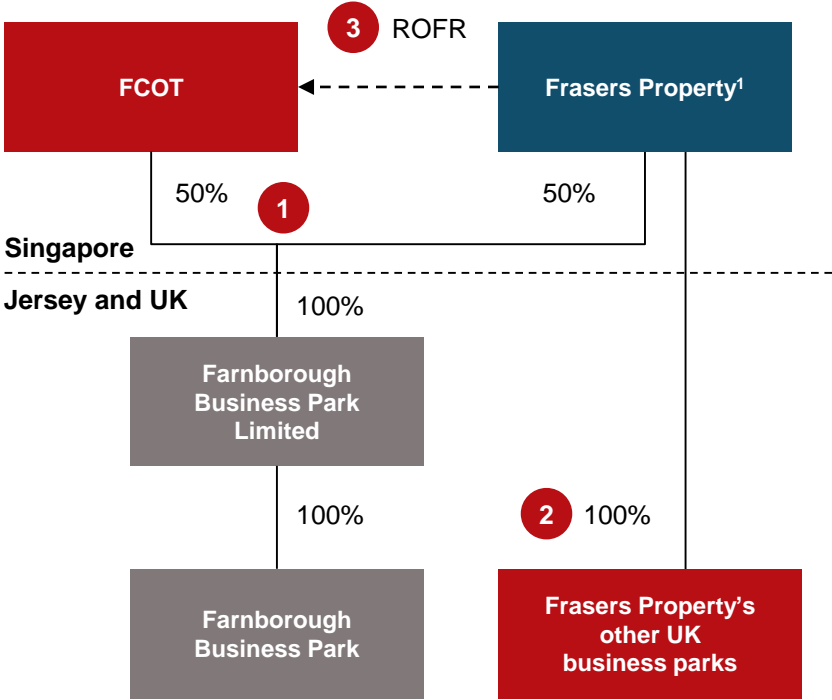 3 ROFR
FCOT
Frasers Property¹
50%
1
50%
Singapore
Jersey and UK
100%
Farnborough
Business Park
Limited
100%
2 100%
Farnborough
Business Park
Frasers Property’s
other UK
business parks